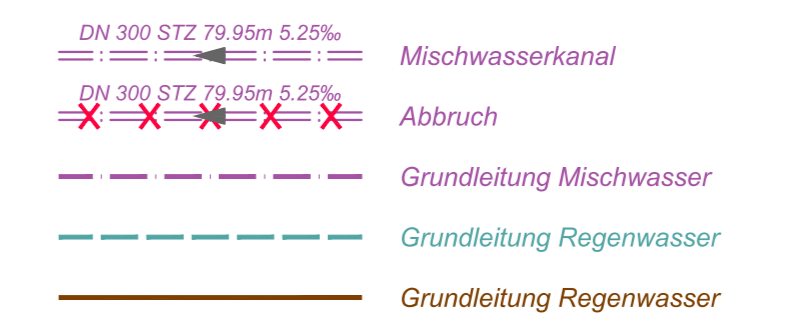 DN 300 STZ 79.95m 5.25‰
Mischwasserkanal
DN 300 STZ 79.95m 5.25‰
Abbruch
Grundleitung Mischwasser
Grundleitung Regenwasser
Grundleitung Regenwasser